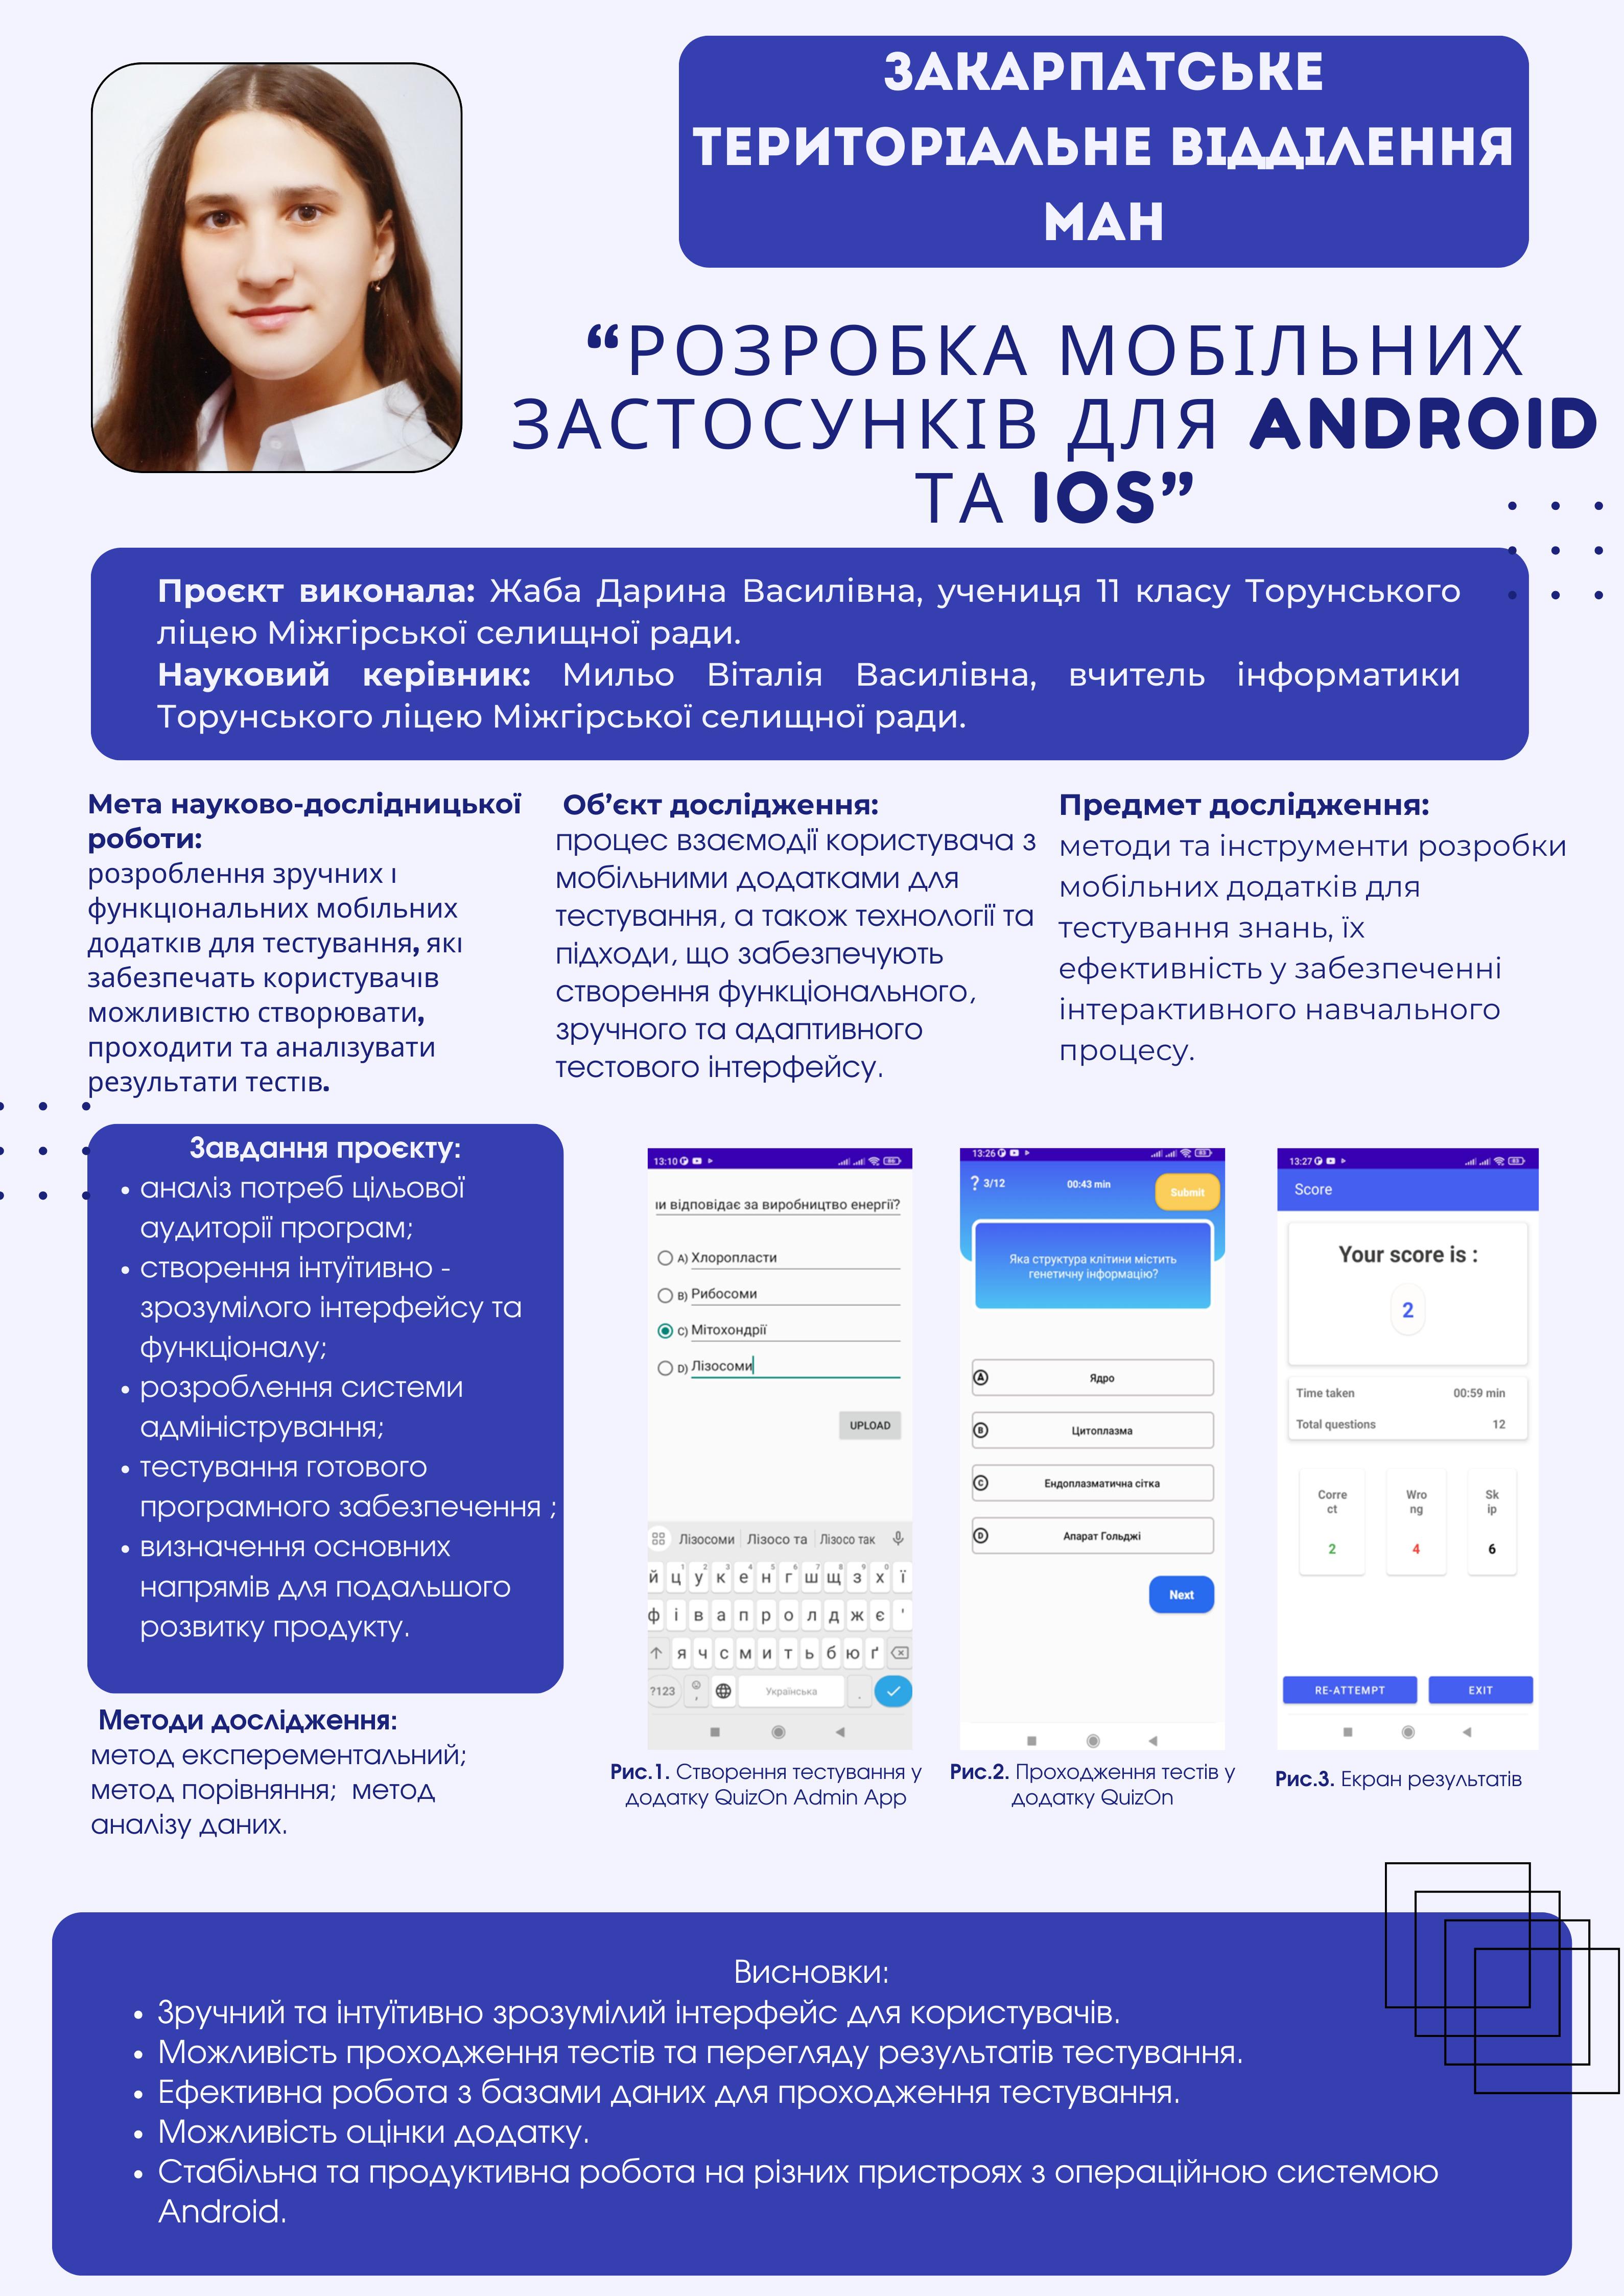 ЗАКАРПАТСЬКЕ
ТЕРИТОРІАЛЬНЕ ВІДДІЛЕННЯ
МАН
“РОЗРОБКА МОБІЛЬНИХ
ЗАСТОСУНКІВ ДЛЯ ANDROID
ТА IOS”
Проєкт виконала: Жаба Дарина Василівна, учениця 11 класу Торунського
ліцею Міжгірської селищної ради.
Науковий керівник: Мильо Віталія Василівна, вчитель інформатики
Торунського ліцею Міжгірської селищної ради.
Мета науково-дослідницької
роботи:
розроблення зручних і
функціональних мобільних
додатків для тестування, які
забезпечать користувачів
можливістю створювати,
проходити та аналізувати
результати тестів.
Об’єкт дослідження:
процес взаємодії користувача з
мобільними додатками для
тестування, а також технології та
підходи, що забезпечують
створення функціонального,
зручного та адаптивного
тестового інтерфейсу.
Предмет дослідження:
методи та інструменти розробки
мобільних додатків для
тестування знань, їх
ефективність у забезпеченні
інтерактивного навчального
процесу.
Завдання проєкту:
• аналіз потреб цільової
аудиторії програм;
• створення інтуїтивно -
зрозумілого інтерфейсу та
функціоналу;
• розроблення системи
адміністрування;
• тестування готового
програмного забезпечення ;
• визначення основних
напрямів для подальшого
розвитку продукту.
Методи дослідження:
метод експерементальний;
метод порівняння;  метод
аналізу даних.
13:10
ии відповідає за виробництво енергії?
A) Хлоропласти
B) Рибосоми
C) Мітохондрії
D) Лізосоми
UPLOAD
Лізосоми Лізосо та Лізосо так
й ц у к е н г ш щ з х ї
ф і в а п р о л д ж є '
я ч с м и т ь б ю ґ
?123 , Українська .
Рис.1. Створення тестування у
додатку QuizOn Admin App
13:26
? 3/12 00:43 min Submit
Яка структура клітини містить
генетичну інформацію?
A Ядро
B Цитоплазма
C Ендоплазматична сітка
D Апарат Гольджі
Next
Рис.2. Проходження тестів у
додатку QuizOn
13:27
Score
Your score is :
2
Time taken 00:59 min
Total questions 12
Corre Wro Sk
ct ng ip
2 4 6
RE-ATTEMPT EXIT
Рис.3. Екран результатів
Висновки:
• Зручний та інтуїтивно зрозумілий інтерфейс для користувачів.
• Можливість проходження тестів та перегляду результатів тестування.
• Ефективна робота з базами даних для проходження тестування.
• Можливість оцінки додатку.
• Стабільна та продуктивна робота на різних пристроях з операційною системою
Android.